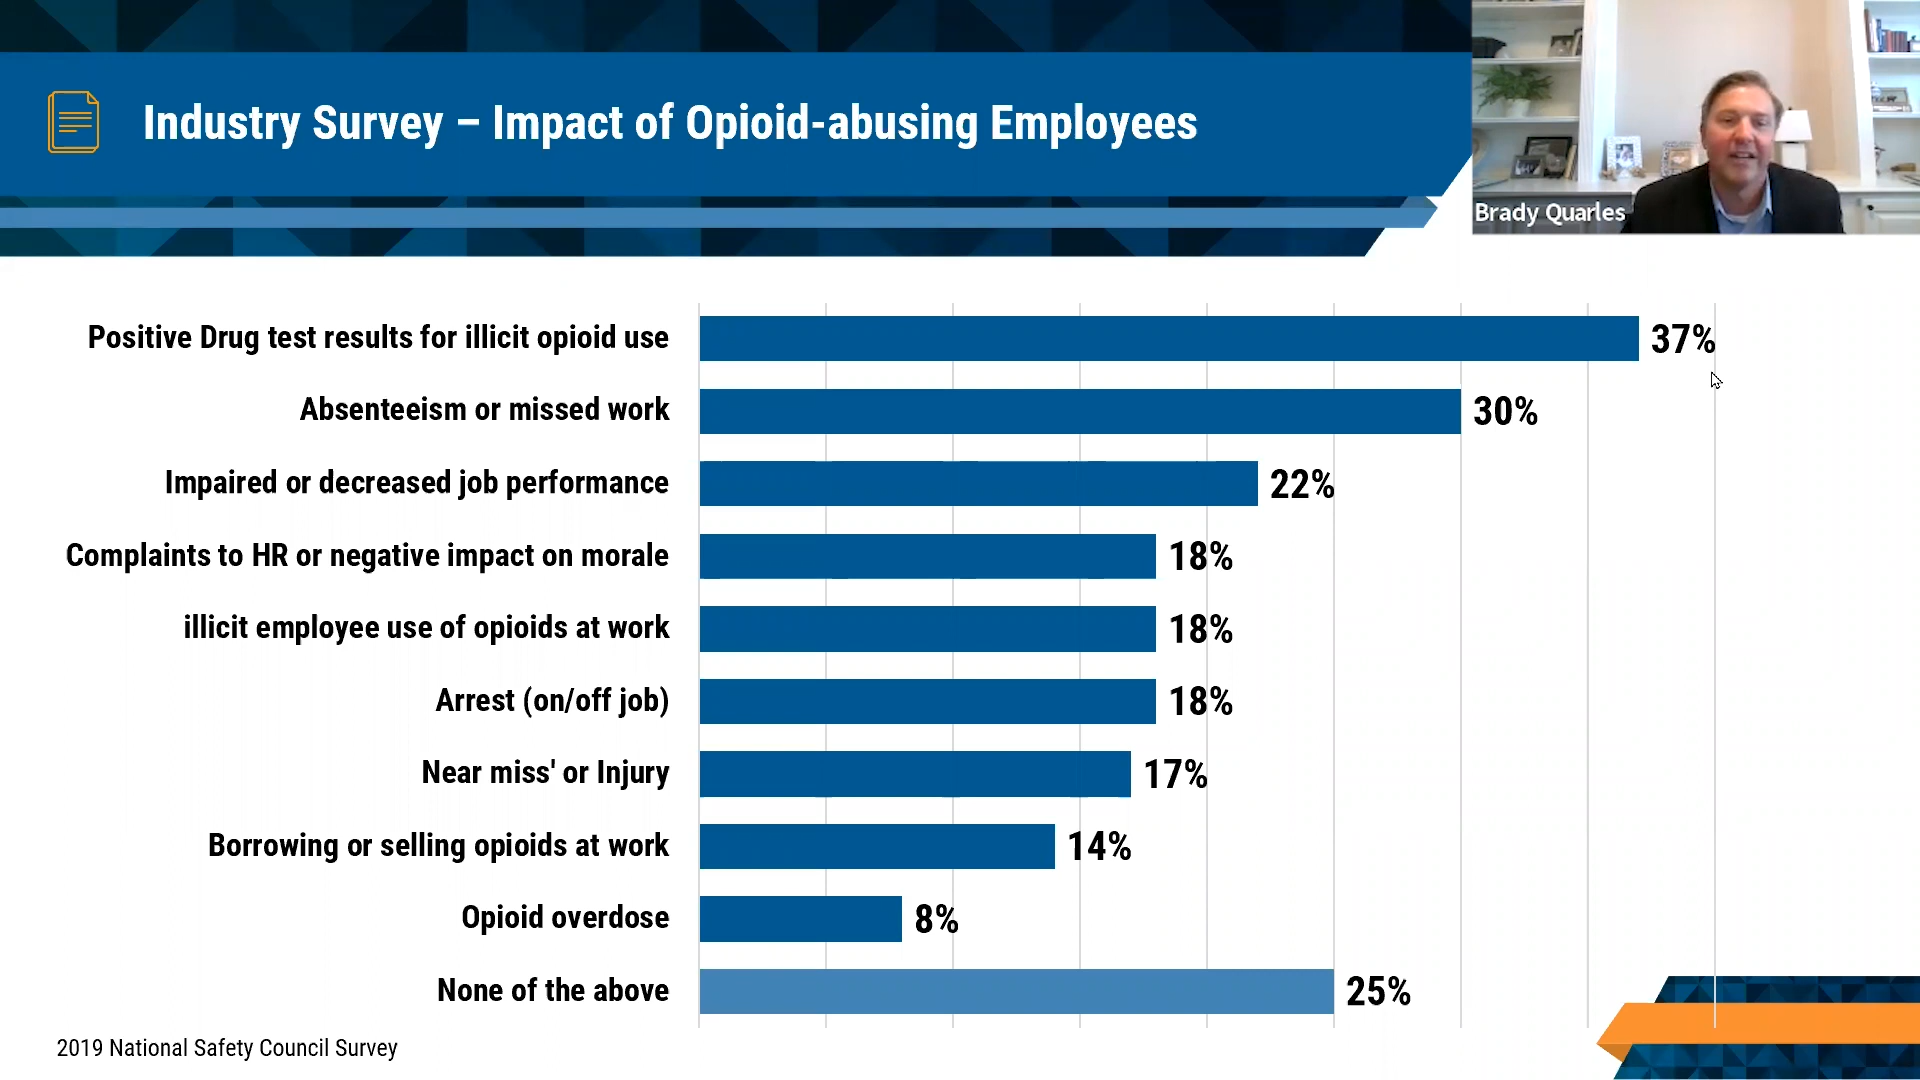 Industry Survey – Impact of Opioid-abusing Employees
Brady Quarles
Positive Drug test results for illicit opioid use 37%
Absenteeism or missed work 30%
Impaired or decreased job performance 22%
Complaints to HR or negative impact on morale 18%
illicit employee use of opioids at work 18%
Arrest (on/off job) 18%
Near miss' or Injury 17%
Borrowing or selling opioids at work 14%
Opioid overdose 8%
None of the above 25%
2019 National Safety Council Survey